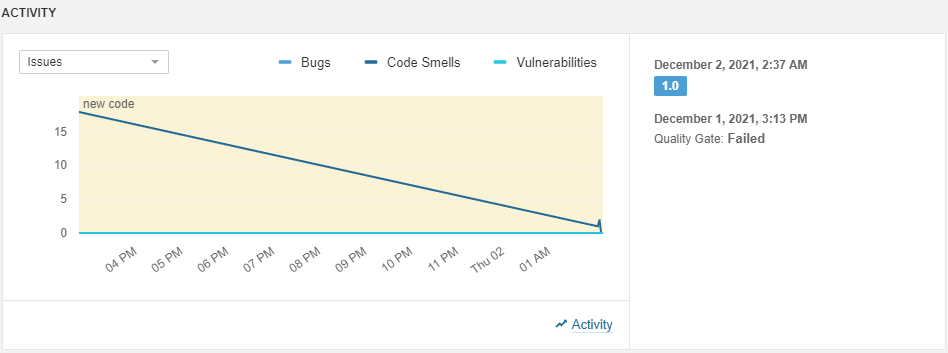 ACTIVITY
Issues
Bugs
Code Smells
Vulnerabilities
new code
15
10
5
0
04 PM
05 PM
06 PM
07 PM
08 PM
09 PM
10 PM
11 PM
Thu 02
01 AM
Activity
December 2, 2021, 2:37 AM
1.0
December 1, 2021, 3:13 PM
Quality Gate: Failed